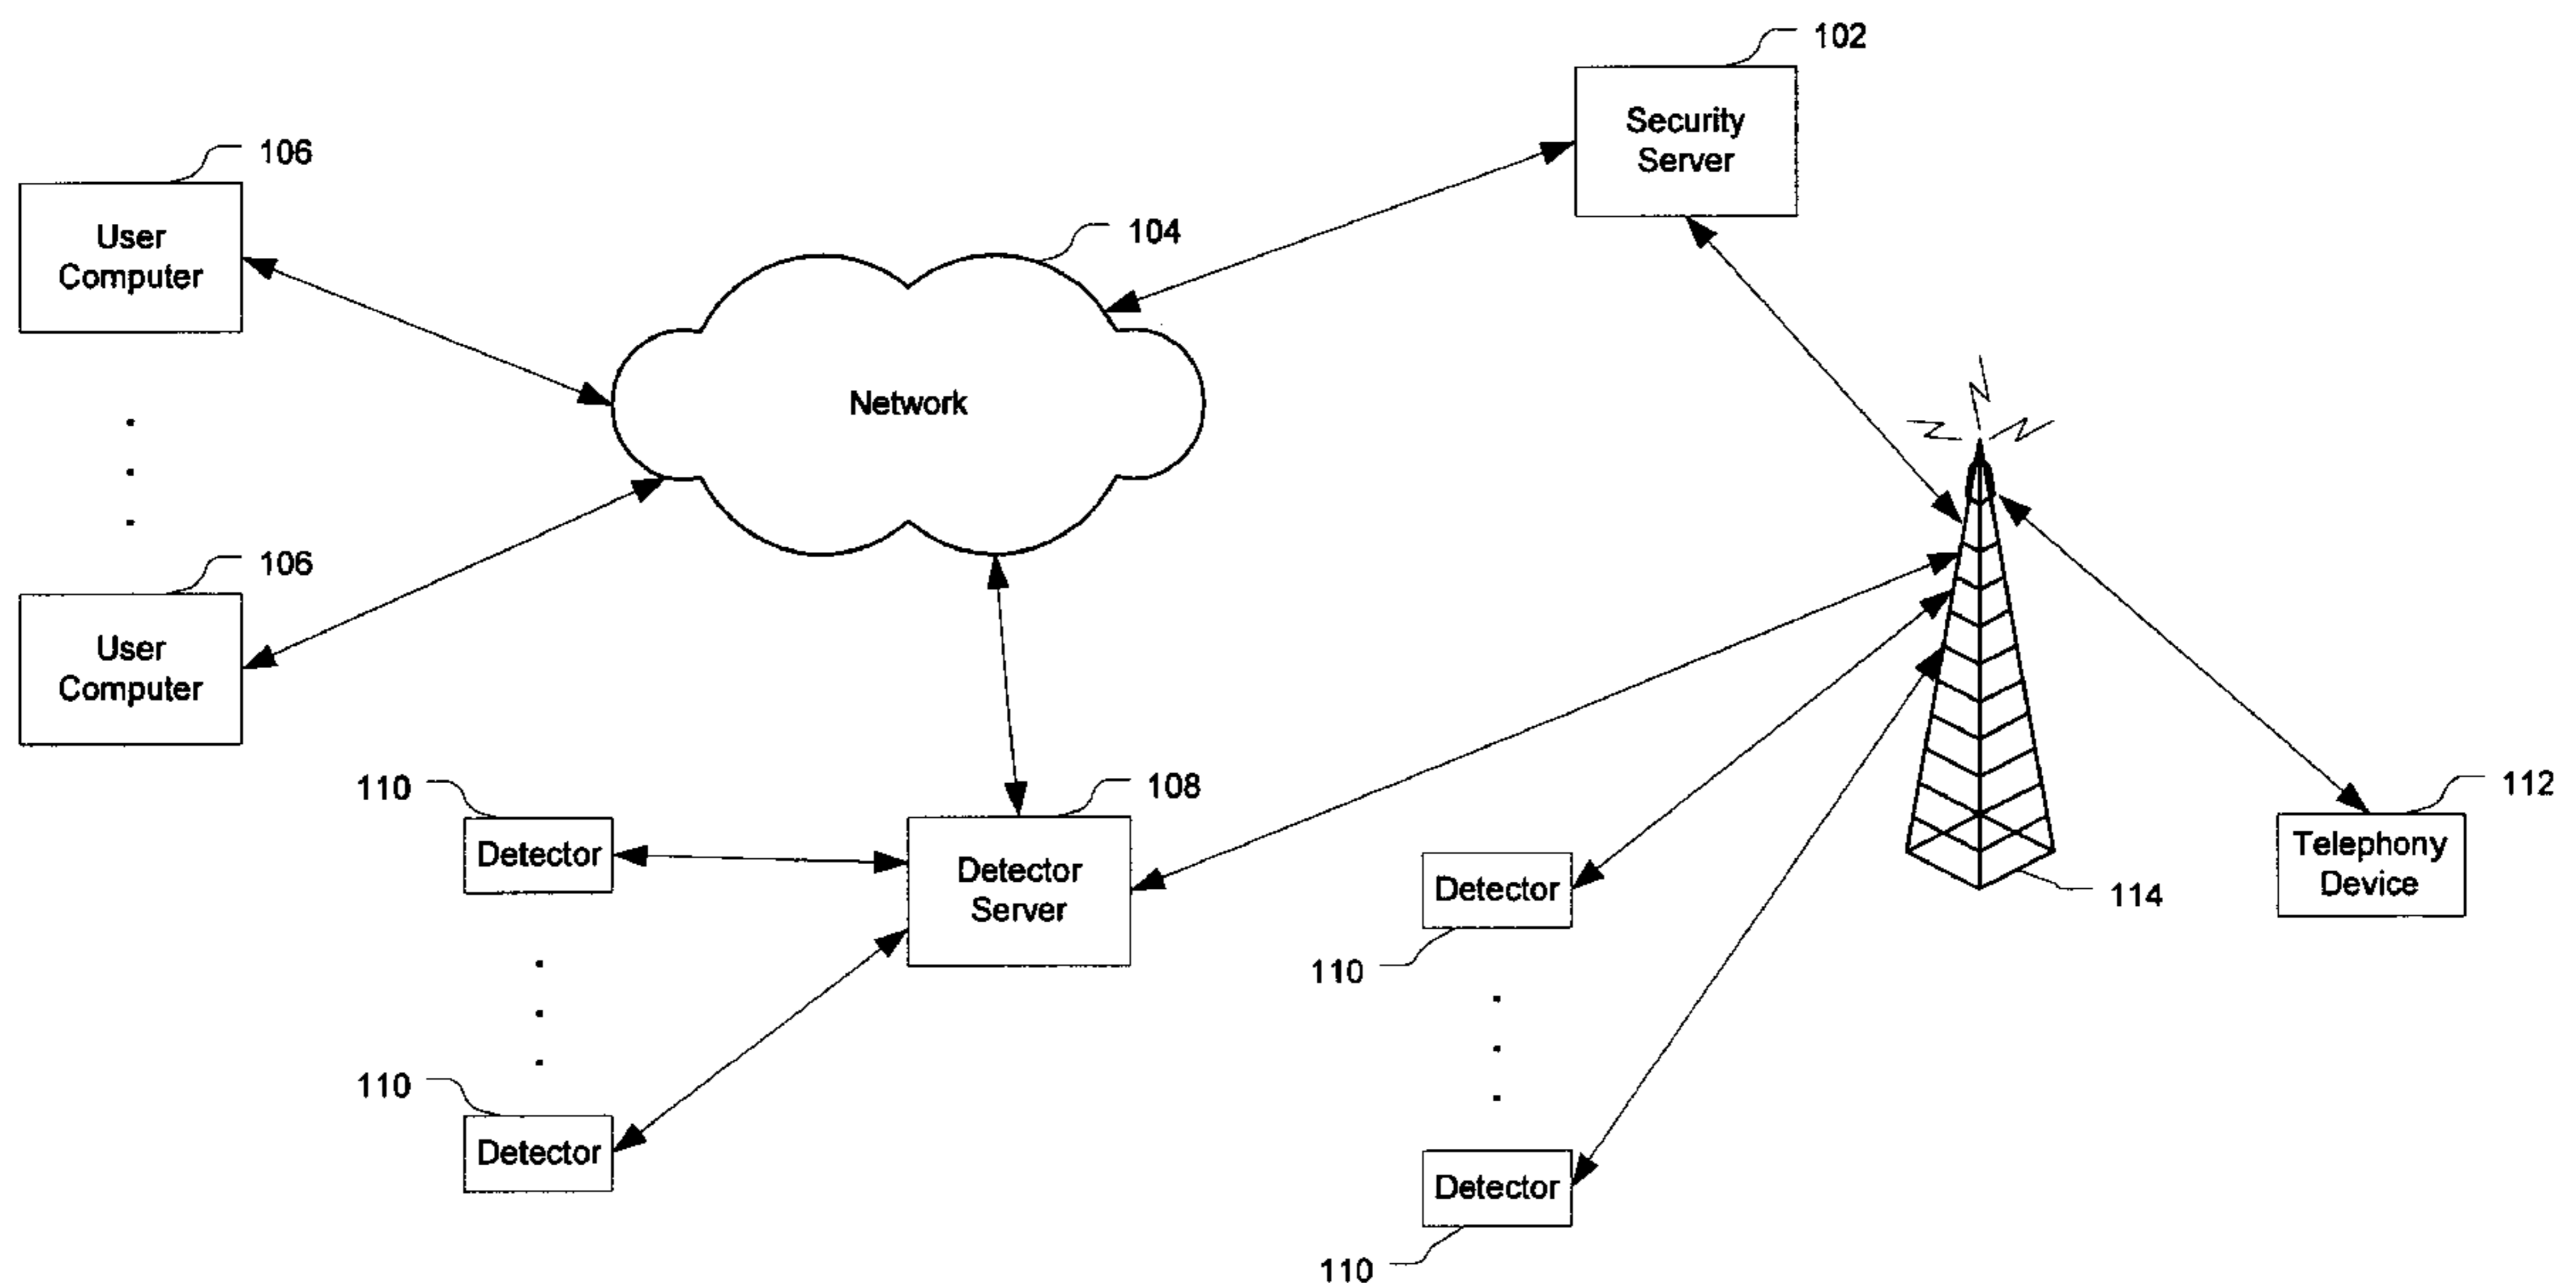 102
Security
Server
106
User
Computer
104
Network
106
User
Computer
110
Detector
108
Detector
Server
110
Detector
Detector
110
Detector
110
114
112
Telephony
Device